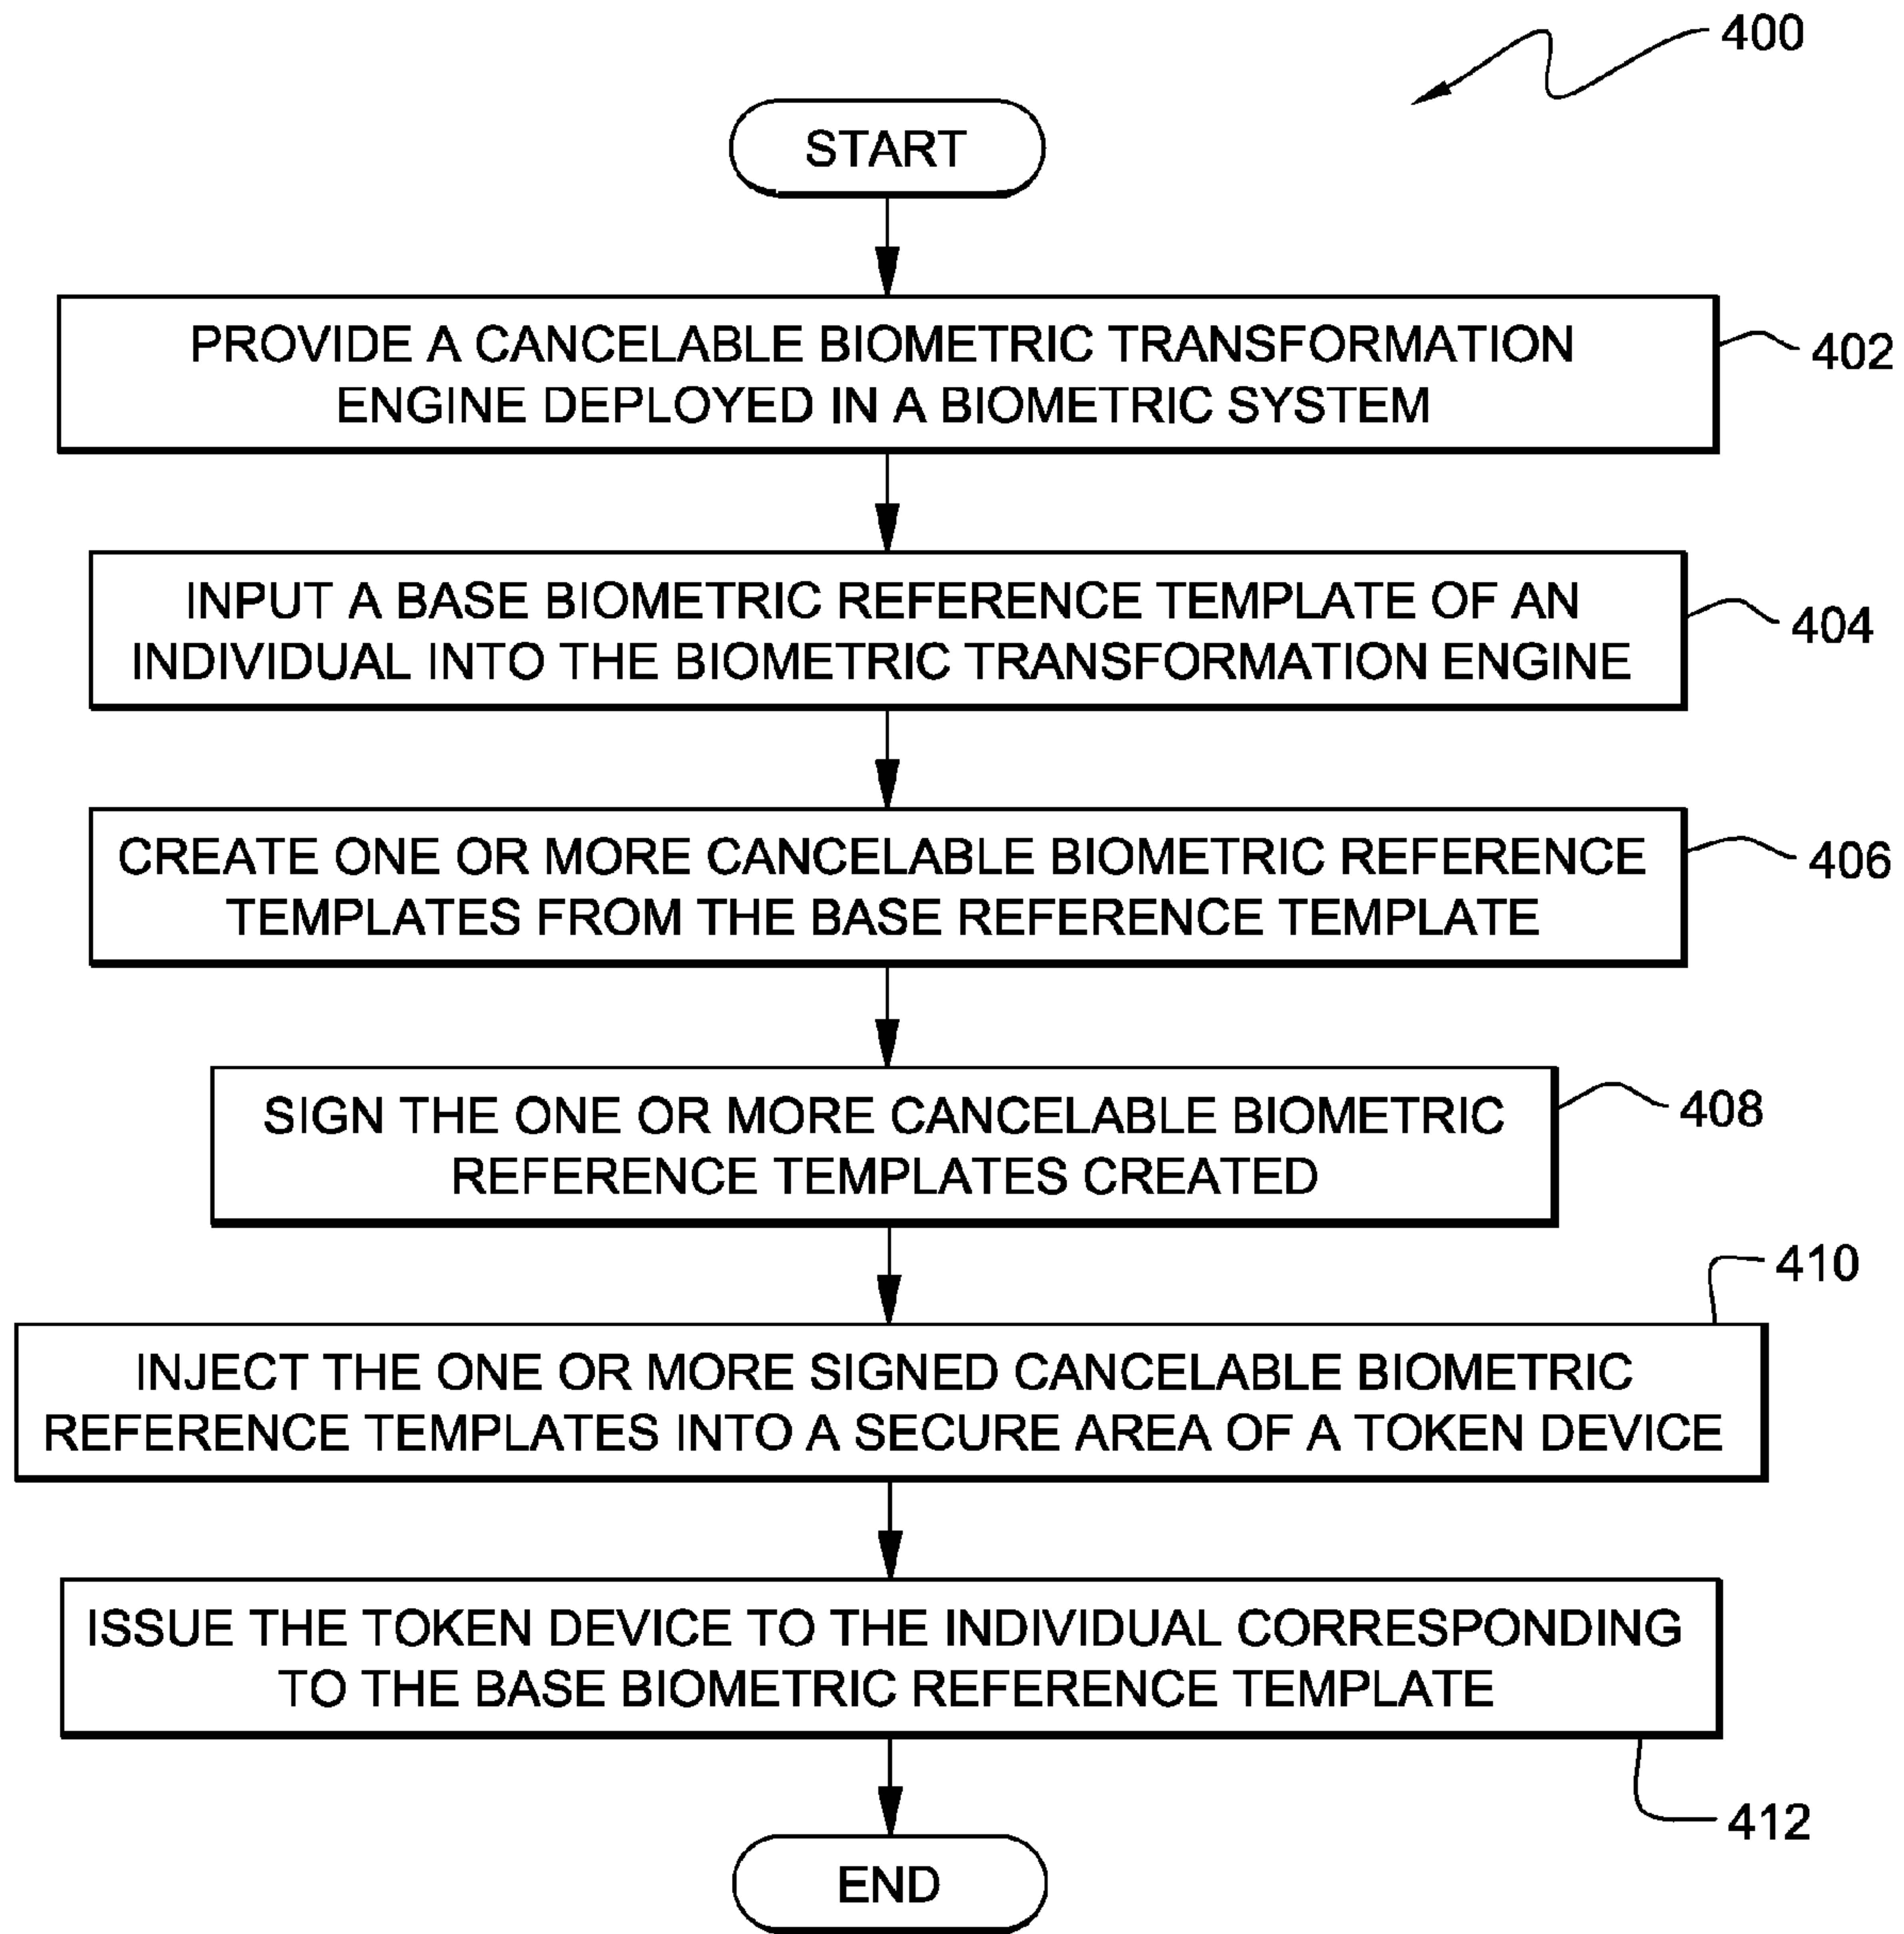 400
START
PROVIDE A CANCELABLE BIOMETRIC TRANSFORMATION
ENGINE DEPLOYED IN A BIOMETRIC SYSTEM
402
INPUT A BASE BIOMETRIC REFERENCE TEMPLATE OF AN
INDIVIDUAL INTO THE BIOMETRIC TRANSFORMATION ENGINE
404
CREATE ONE OR MORE CANCELABLE BIOMETRIC REFERENCE
TEMPLATES FROM THE BASE REFERENCE TEMPLATE
406
SIGN THE ONE OR MORE CANCELABLE BIOMETRIC
REFERENCE TEMPLATES CREATED
408
410
INJECT THE ONE OR MORE SIGNED CANCELABLE BIOMETRIC
REFERENCE TEMPLATES INTO A SECURE AREA OF A TOKEN DEVICE
ISSUE THE TOKEN DEVICE TO THE INDIVIDUAL CORRESPONDING
TO THE BASE BIOMETRIC REFERENCE TEMPLATE
412
END